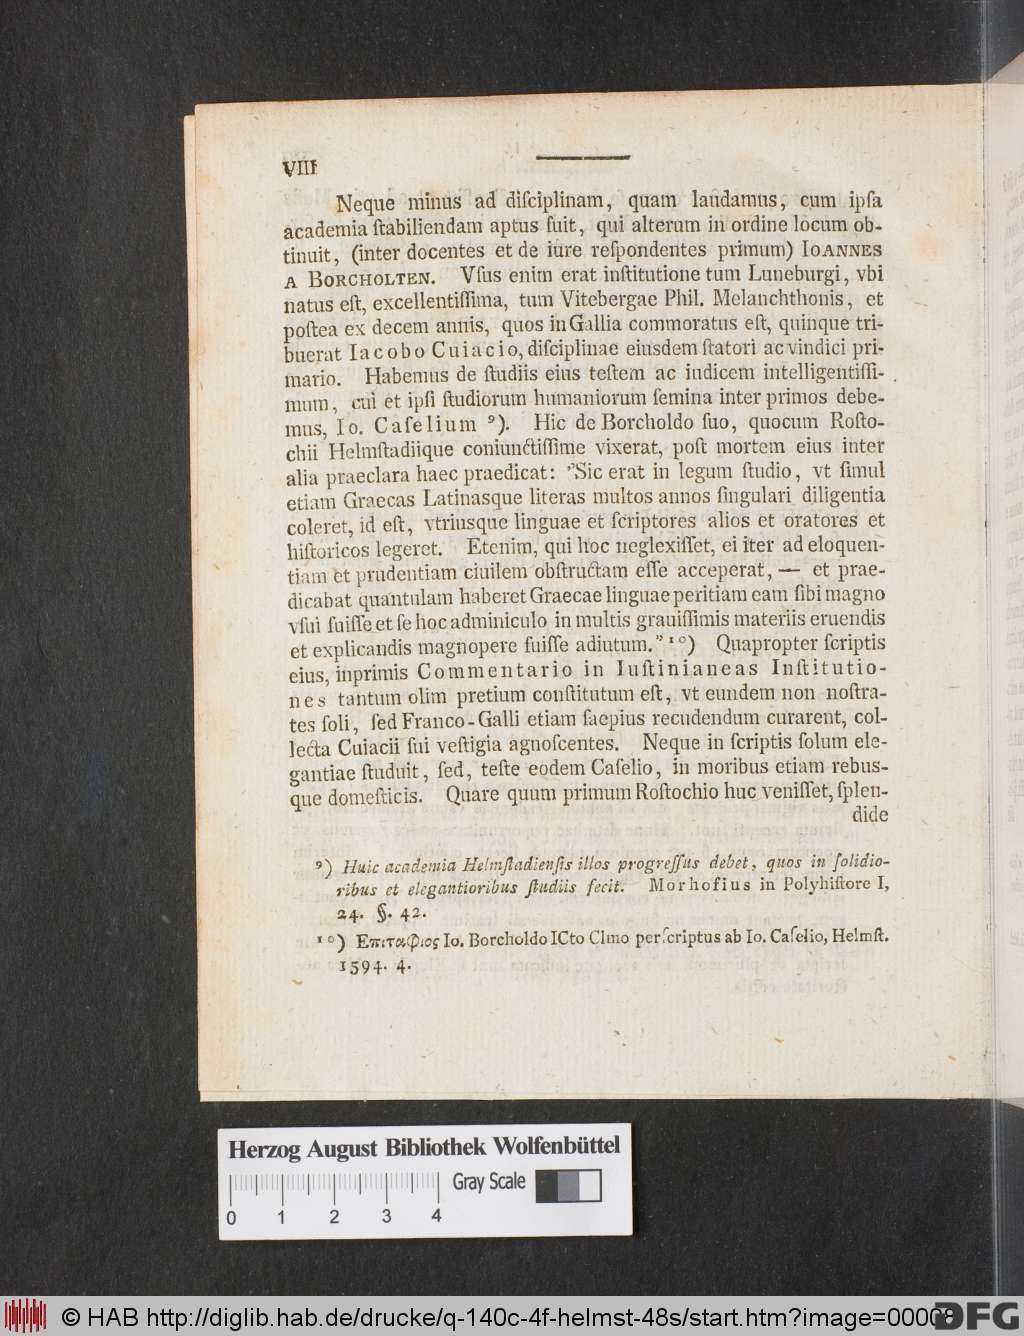 VIII
Neque minus ad diſciplinam, quam laudamus, cum ipſa
academia ſtabiliendam aptus fuit, qui alterum in ordine locum ob-
tinuit, (inter docentes et de iure reſpondentes primum) IOANNES
A BORCHOLTEN. Vſus enim erat inſtitutione tum Luneburgi, vbi
natus eſt, excellentiſſima, tum Vitebergae Phil. Melanchthonis, et
poſtea ex decem annis, quos in Gallia commoratus eſt, quinque tri-
buerat Iacobo Cuiacio, diſciplinae eiusdem ſtatori ac vindici pri-
mario. Habemus de ſtudiis eius teſtem ac iudicem intelligentiſſi-
mum, cui et ipſi ſtudiorum humaniorum ſemina inter primos debe-
mus, Io. Caſelium ⁹). Hic de Borcholdo ſuo, quocum Roſto-
chii Helmſtadiique coniunctiſſime vixerat, poſt mortem eius inter
alia praeclara haec praedicat: "Sic erat in legum ſtudio, vt ſimul
etiam Graecas Latinasque literas multos annos ſingulari diligentia
coleret, id eſt, vtriusque linguae et ſcriptores alios et oratores et
hiſtoricos legeret. Etenim, qui hoc neglexiſſet, ei iter ad eloquen-
tiam et prudentiam ciuilem obſtructam eſſe acceperat, — et prae-
dicabat quantulam haberet Graecae linguae peritiam eam ſibi magno
vſui fuiſſe et ſe hoc adminiculo in multis grauiſſimis materiis eruendis
et explicandis magnopere fuiſſe adiutum." ¹⁰) Quapropter ſcriptis
eius, inprimis Commentario in Iuſtinianeas Inſtitutio-
nes tantum olim pretium conſtitutum eſt, vt eundem non noſtra-
tes ſoli, ſed Franco-Galli etiam ſaepius recudendum curarent, col-
lecta Cuiacii ſui veſtigia agnoſcentes. Neque in ſcriptis ſolum ele-
gantiae ſtuduit, ſed, teſte eodem Caſelio, in moribus etiam rebus-
que domeſticis. Quare quum primum Roſtochio huc veniſſet, ſplen-
dide
⁹) Huic academia Helmſtadienſis illos progreſſus debet, quos in ſolidio-
ribus et elegantioribus ſtudiis fecit. Morhofius in Polyhiſtore I,
24. §. 42.
¹⁰) Επιταφιος Io. Borcholdo ICto Clmo perſcriptus ab Io. Caſelio, Helmſt.
1594. 4.
Herzog August Bibliothek Wolfenbüttel
Gray Scale
0 1 2 3 4
© HAB http://diglib.hab.de/drucke/q-140c-4f-helmst-48s/start.htm?image=00008
DFG